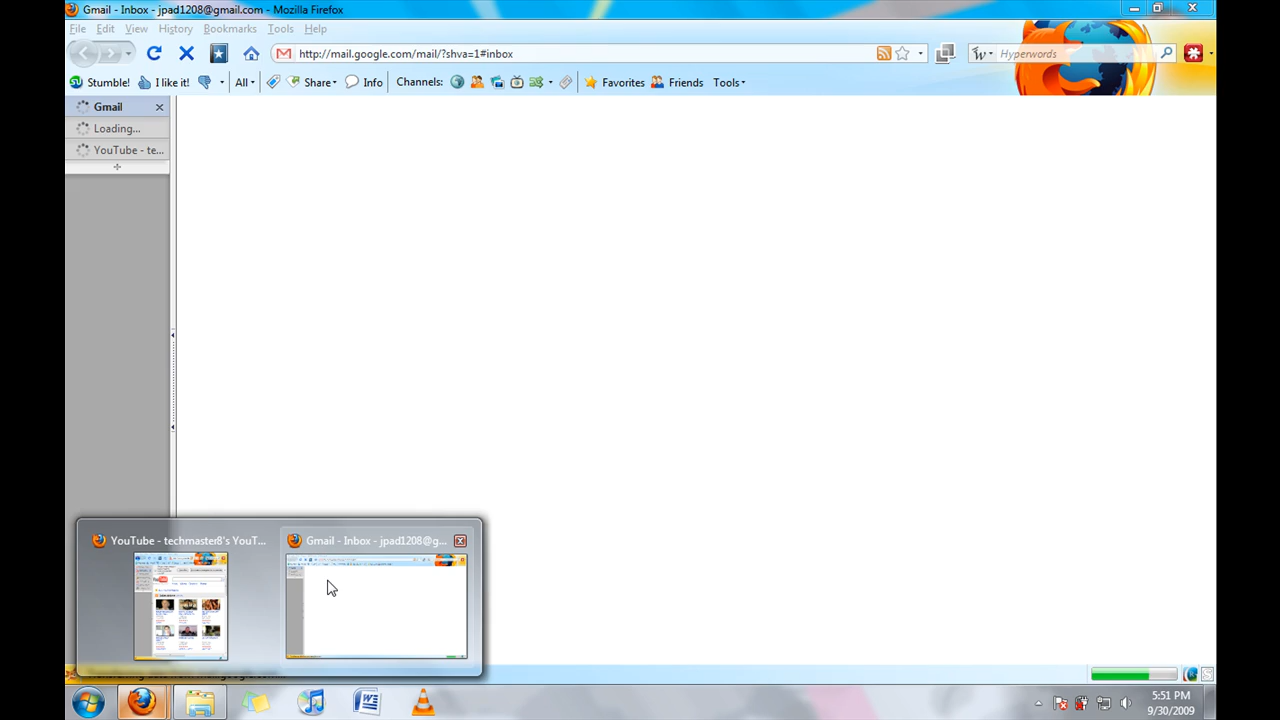 Gmail - Inbox - jpad1208@gmail.com - Mozilla Firefox
File Edit View History Bookmarks Tools Help
http://mail.google.com/mail/?shva=1#inbox
Hyperwords
Stumble! I like it! All Share Info Channels: Favorites Friends Tools
Gmail
Loading...
YouTube - te...
YouTube - techmaster8's YouT...
Gmail - Inbox - jpad1208@g...
5:51 PM
9/30/2009